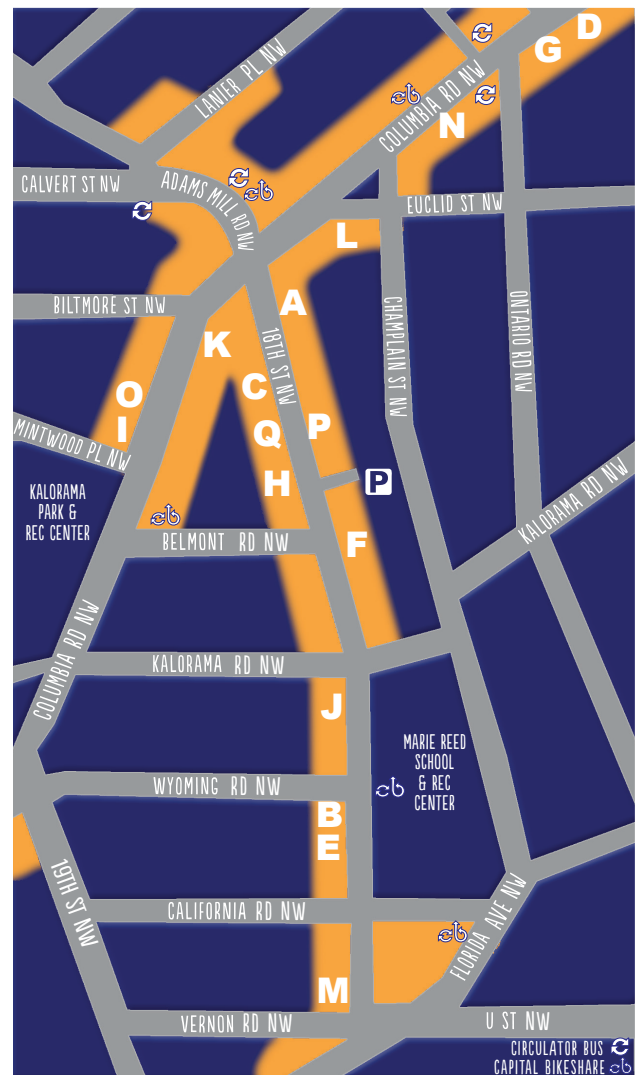 D
G
LANIER PL NW
COLUMBIA RD NW
N
CALVERT ST NW
ADAMS MILL RD NW
EUCLID ST NW
L
BILTMORE ST NW
A
CHAMPLAIN ST NW
ONTARIO RD NW
K
18TH ST NW
C
O
I
Q
P
MINTWOOD PL NW
H
P
KALORAMA
PARK &
REC CENTER
KALORAMA RD NW
BELMONT RD NW
F
COLUMBIA RD NW
KALORAMA RD NW
J
MARIE REED
SCHOOL
& REC
CENTER
WYOMING RD NW
B
E
19TH ST NW
CALIFORNIA RD NW
FLORIDA AVE NW
M
VERNON RD NW
U ST NW
CIRCULATOR BUS
CAPITAL BIKESHARE